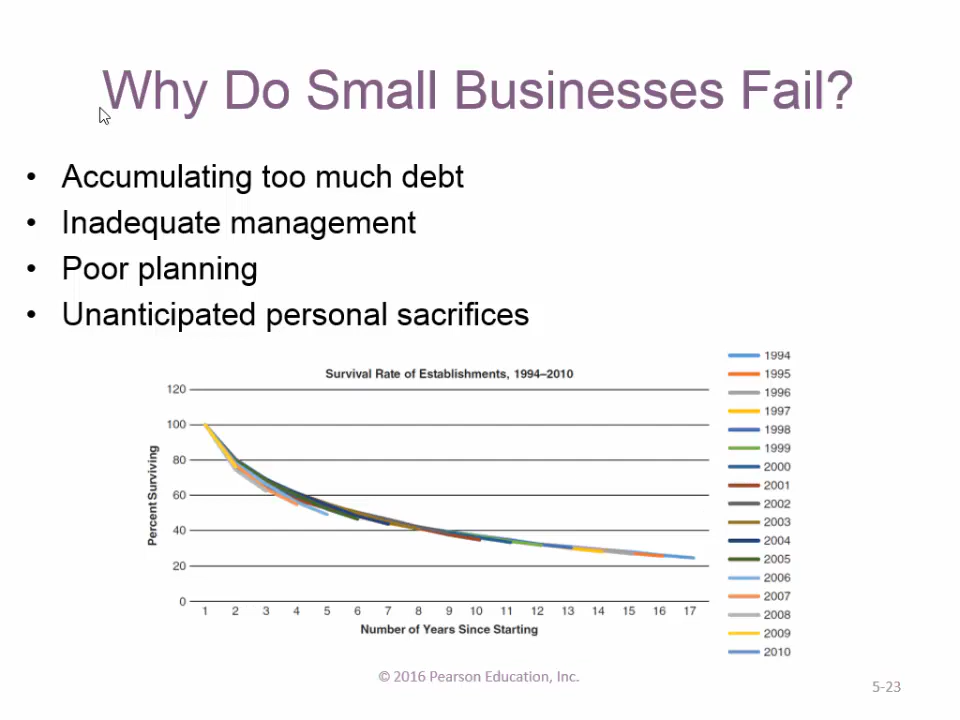 Why Do Small Businesses Fail?
• Accumulating too much debt
• Inadequate management
• Poor planning
• Unanticipated personal sacrifices
Survival Rate of Establishments, 1994–2010
Percent Surviving
120
100
80
60
40
20
0
1 2 3 4 5 6 7 8 9 10 11 12 13 14 15 16 17
Number of Years Since Starting
1994
1995
1996
1997
1998
1999
2000
2001
2002
2003
2004
2005
2006
2007
2008
2009
2010
© 2016 Pearson Education, Inc.
5-23